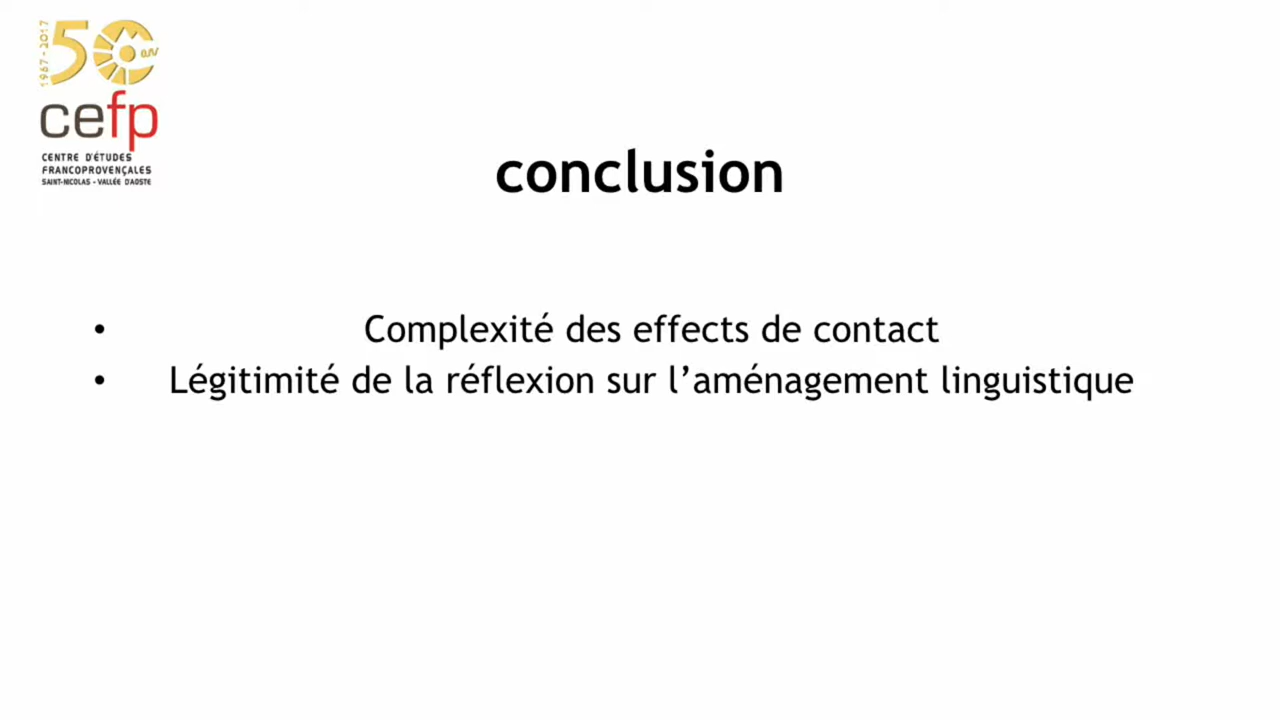 50
1967-2017
cefp
CENTRE D'ÉTUDES
FRANCOPROVENÇALES
SAINT-NICOLAS - VALLÉE D'AOSTE
conclusion
• Complexité des effects de contact
• Légitimité de la réflexion sur l’aménagement linguistique